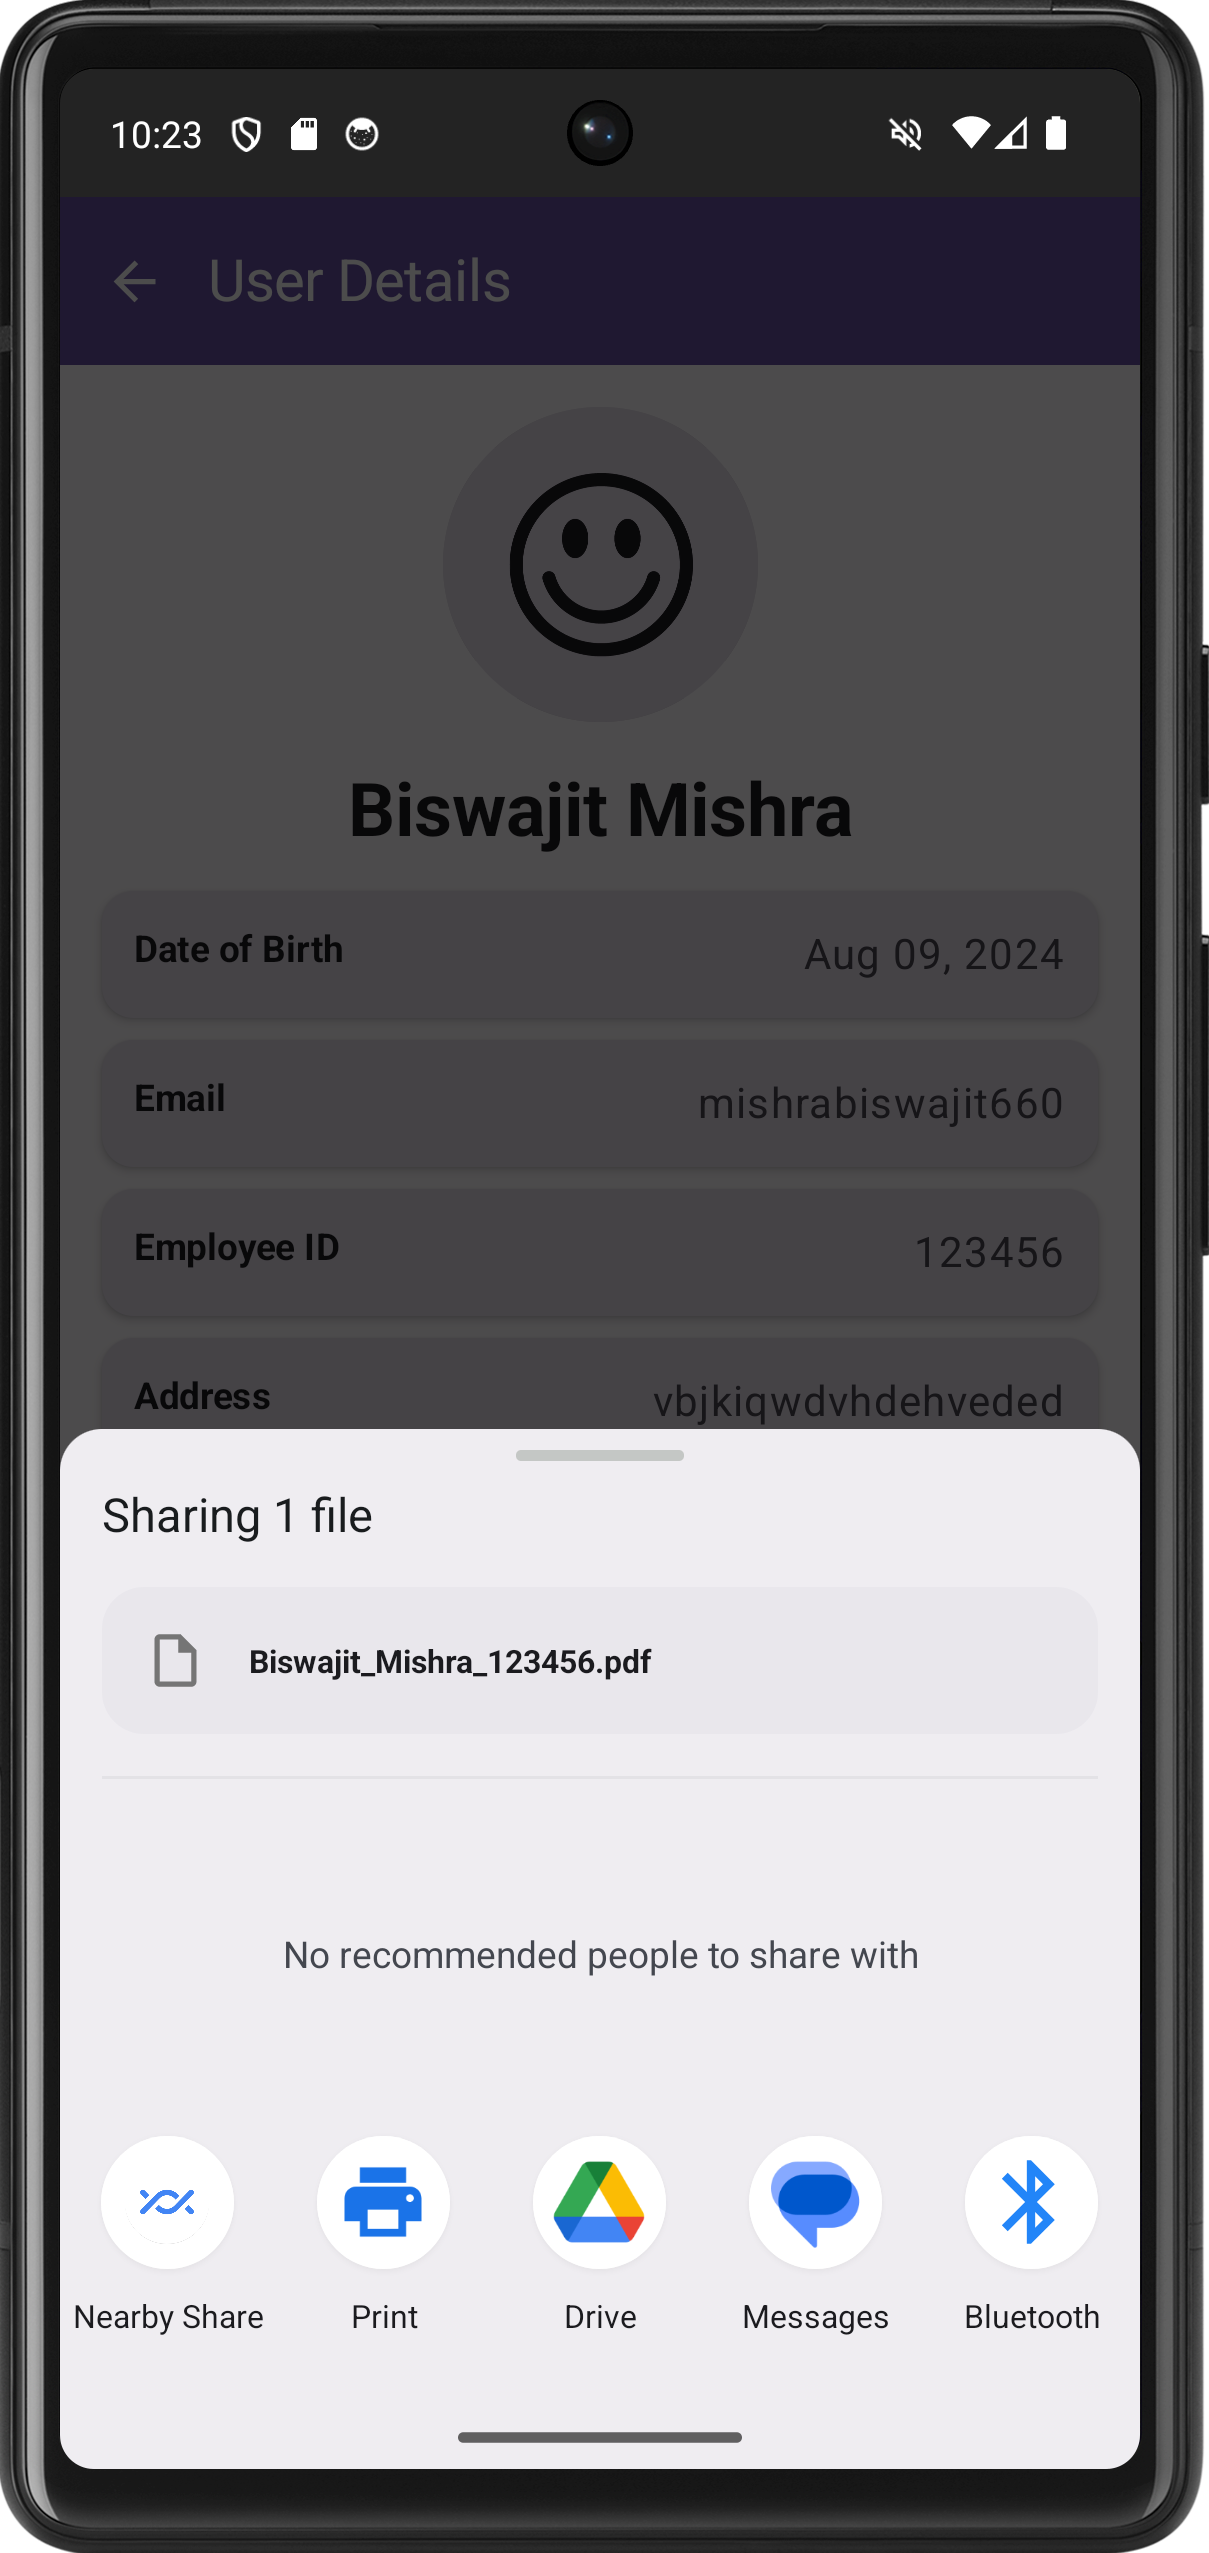 10:23
User Details
Biswajit Mishra
Date of Birth Aug 09, 2024
Email mishrabiswajit660
Employee ID 123456
Address vbjkiqwdvhdehveded
Sharing 1 file
Biswajit_Mishra_123456.pdf
No recommended people to share with
Nearby Share Print Drive Messages Bluetooth